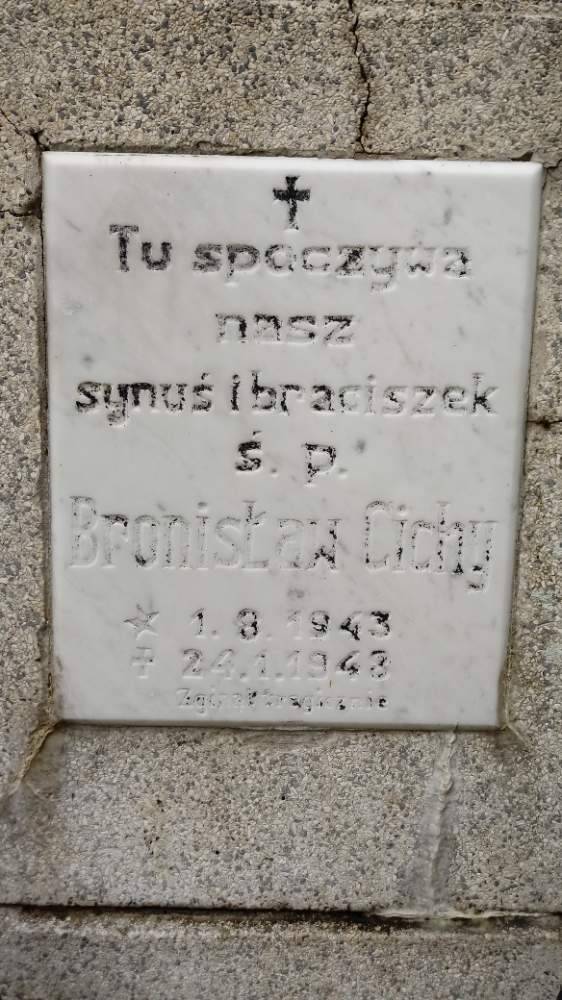 Tu spoczywa
nasz
synuś i braciszek
ś. p.
Bronisław Cichy
1. 8. 1943
24.1.1943
Zginął tragicznie